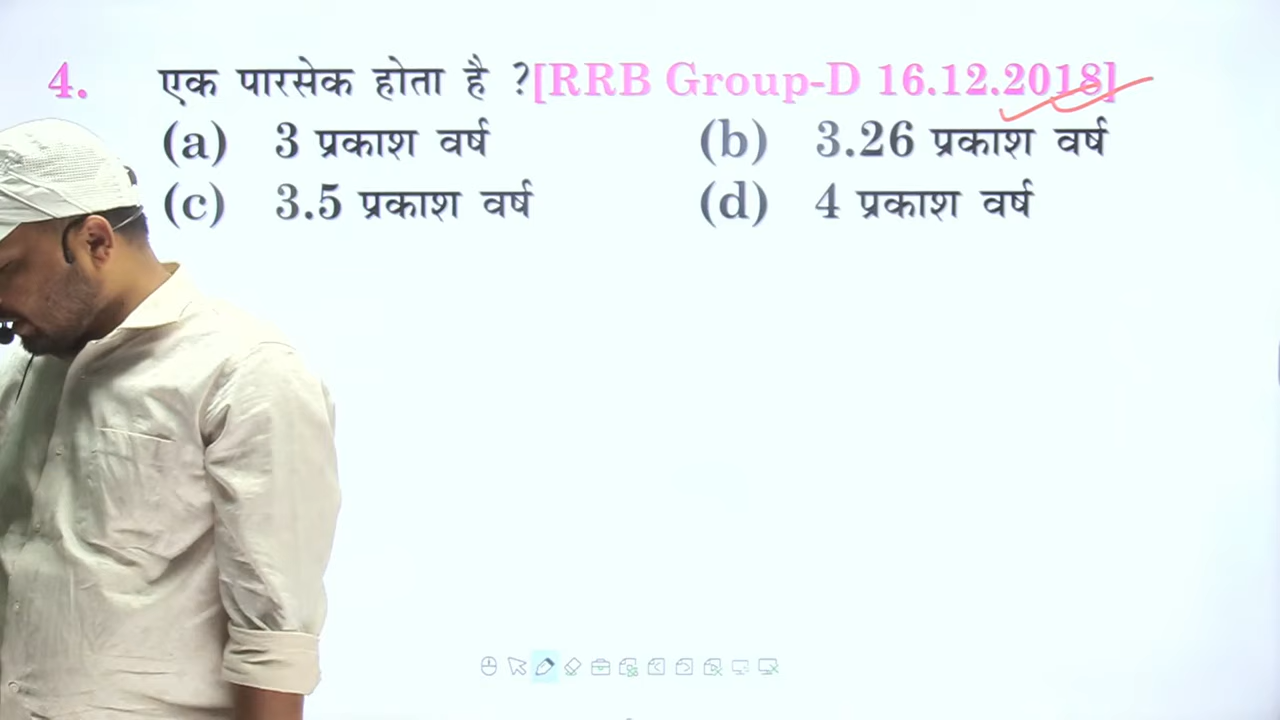 4. एक पारसेक होता है ?[RRB Group-D 16.12.2018]
(a) 3 प्रकाश वर्ष (b) 3.26 प्रकाश वर्ष
(c) 3.5 प्रकाश वर्ष (d) 4 प्रकाश वर्ष